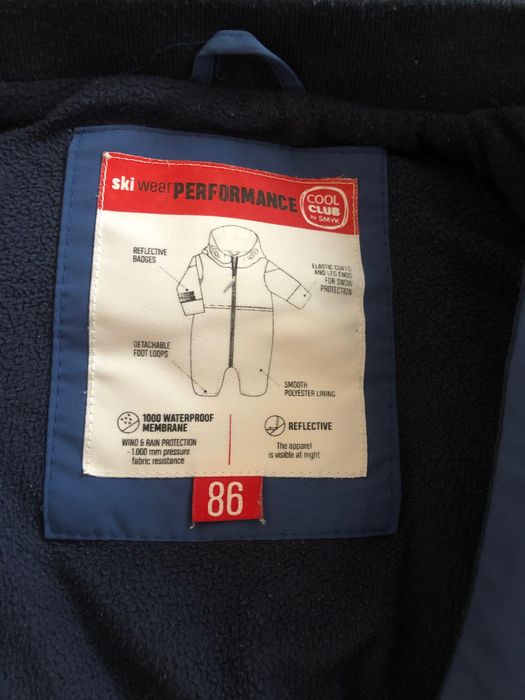 ski wear PERFORMANCE
COOL
CLUB
by SMYK
REFLECTIVE
BADGES
ELASTIC CUFFS
AND LEG ENDS
FOR SNOW
PROTECTION
DETACHABLE
FOOT LOOPS
SMOOTH
POLYESTER LINING
1000 WATERPROOF
MEMBRANE
WIND & RAIN PROTECTION
-1.000 mm pressure
fabric resistance
REFLECTIVE
The apparel
is visible at night
86